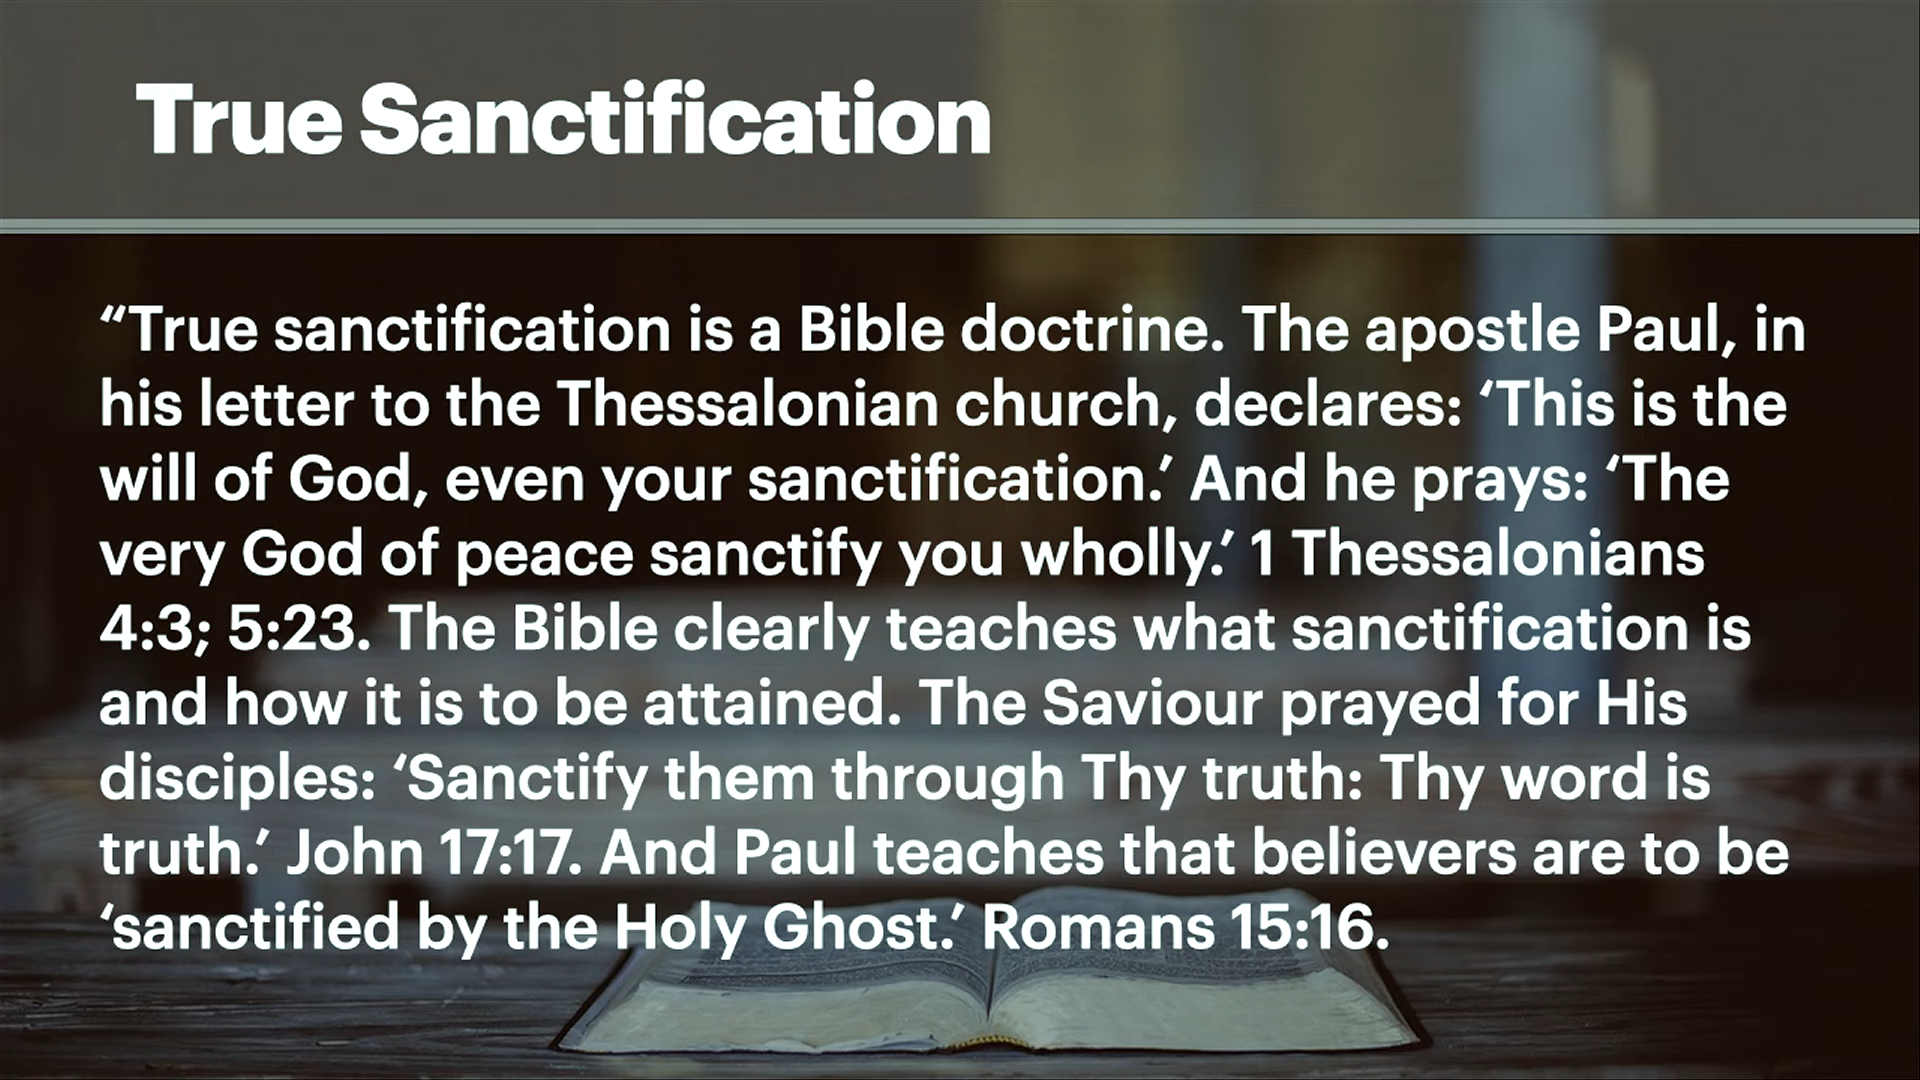 True Sanctification
“True sanctification is a Bible doctrine. The apostle Paul, in
his letter to the Thessalonian church, declares: ‘This is the
will of God, even your sanctification.’ And he prays: ‘The
very God of peace sanctify you wholly.’ 1 Thessalonians
4:3; 5:23. The Bible clearly teaches what sanctification is
and how it is to be attained. The Saviour prayed for His
disciples: ‘Sanctify them through Thy truth: Thy word is
truth.’ John 17:17. And Paul teaches that believers are to be
‘sanctified by the Holy Ghost.’ Romans 15:16.